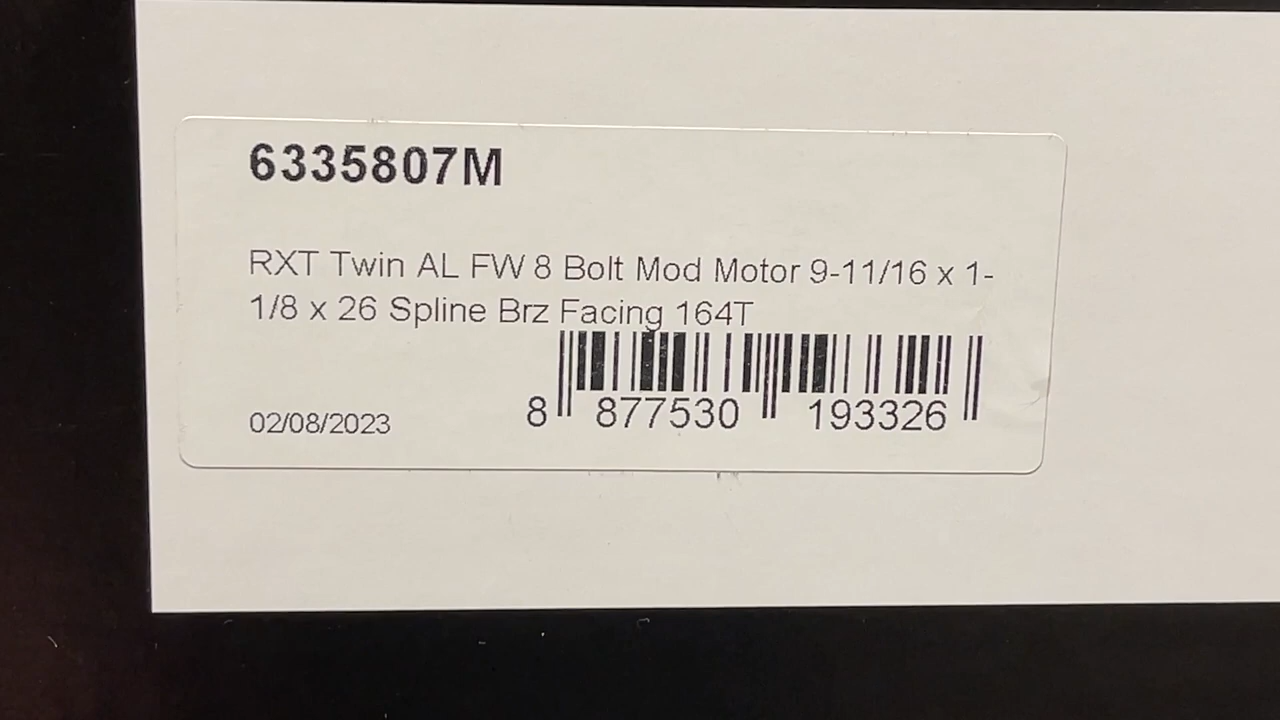 6335807M
RXT Twin AL FW 8 Bolt Mod Motor 9-11/16 x 1-
1/8 x 26 Spline Brz Facing 164T
02/08/2023
8 877530 193326